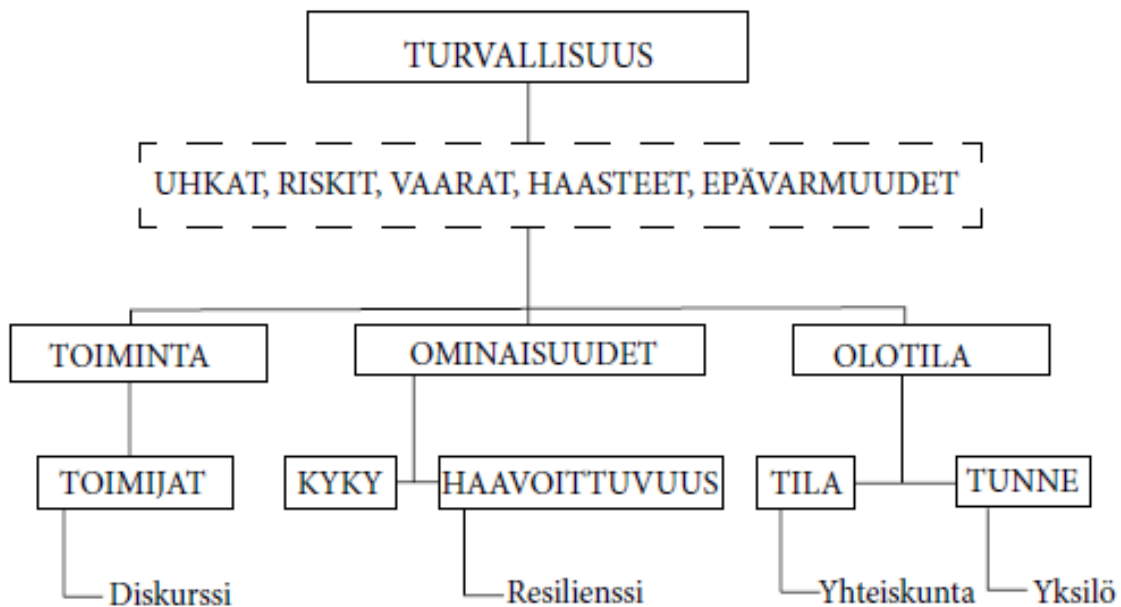 TURVALLISUUS
UHKAT, RISKIT, VAARAT, HAASTEET, EPÄVARMUUDET
TOIMINTA
OMINAISUUDET
OLOTILA
TOIMIJAT
KYKY
HAAVOITTUVUUS
TILA
TUNNE
Diskurssi
Resilienssi
Yhteiskunta
Yksilö